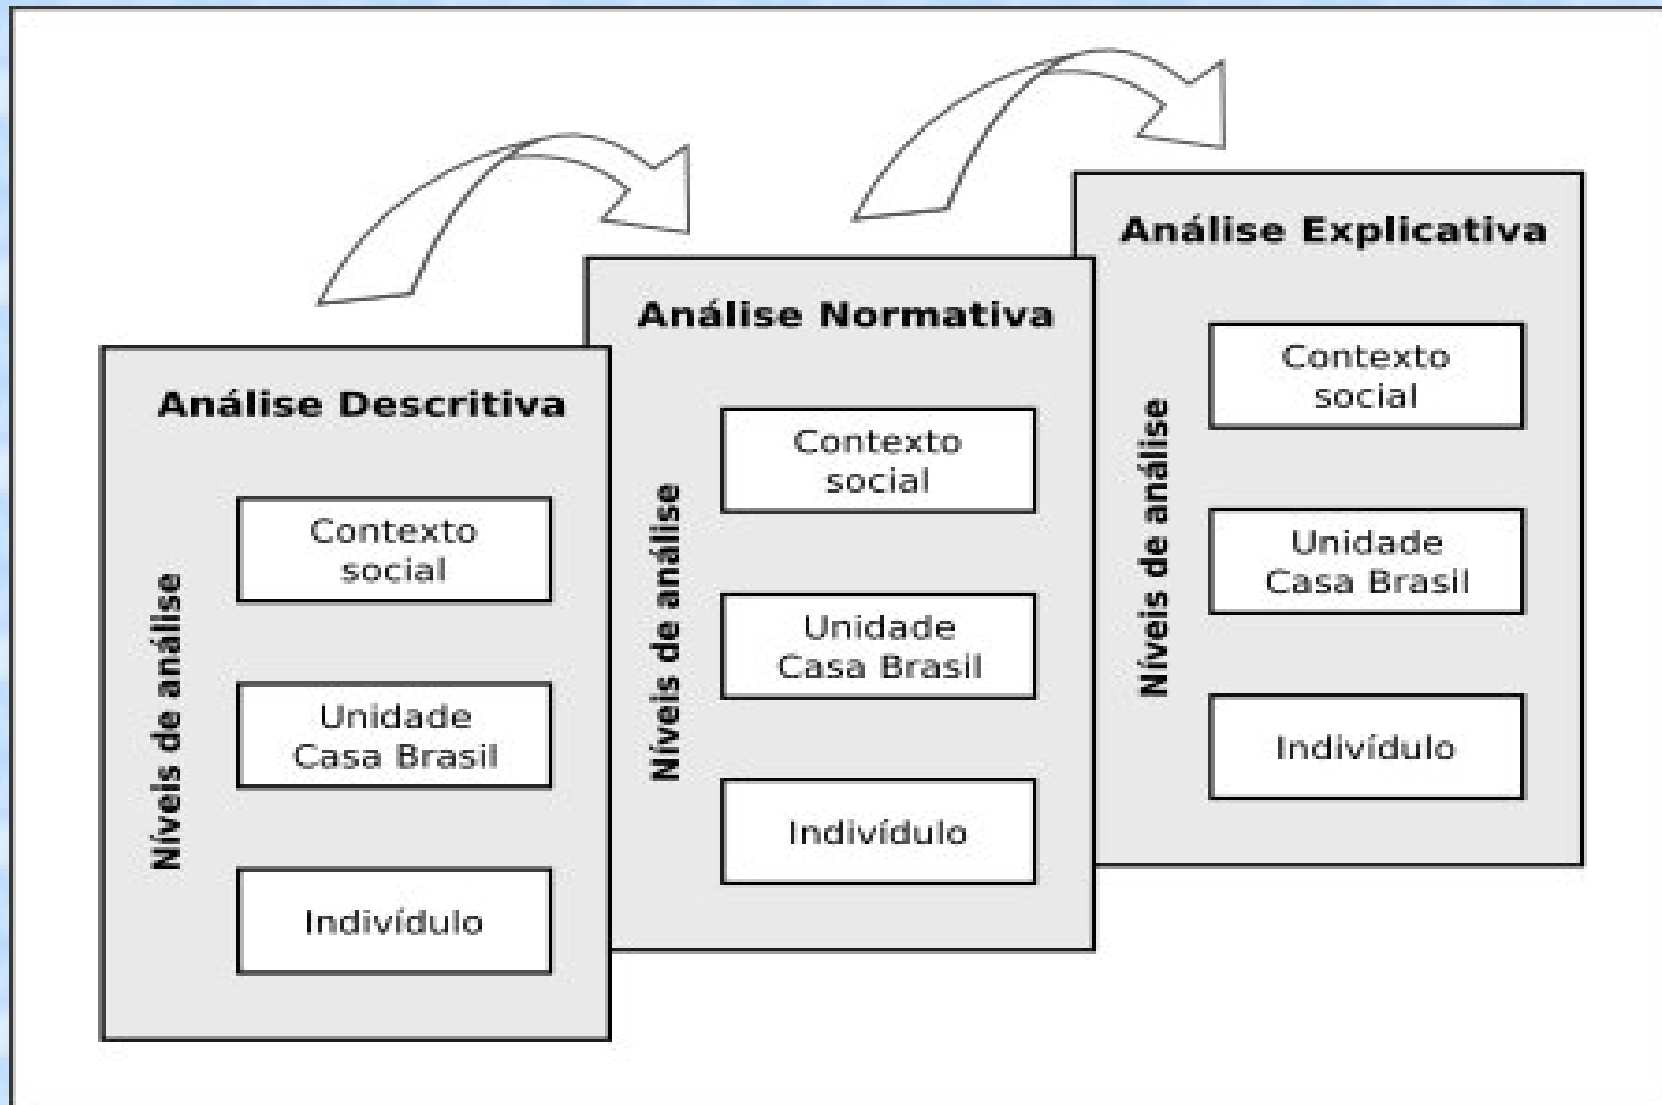 Análise Descritiva
Níveis de análise
Contexto
social
Unidade
Casa Brasil
Indivídulo
Análise Normativa
Níveis de análise
Contexto
social
Unidade
Casa Brasil
Indivídulo
Análise Explicativa
Níveis de análise
Contexto
social
Unidade
Casa Brasil
Indivídulo